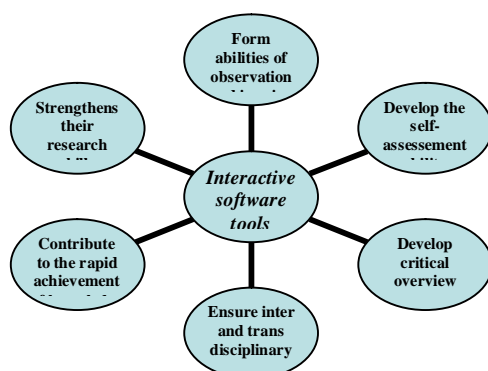 Form
abilities of
observation
Strengthens
their
research
Develop the
self-
assessement
Interactive
software
tools
Contribute
to the rapid
achievement
Develop
critical
overview
Ensure inter
and trans
disciplinary